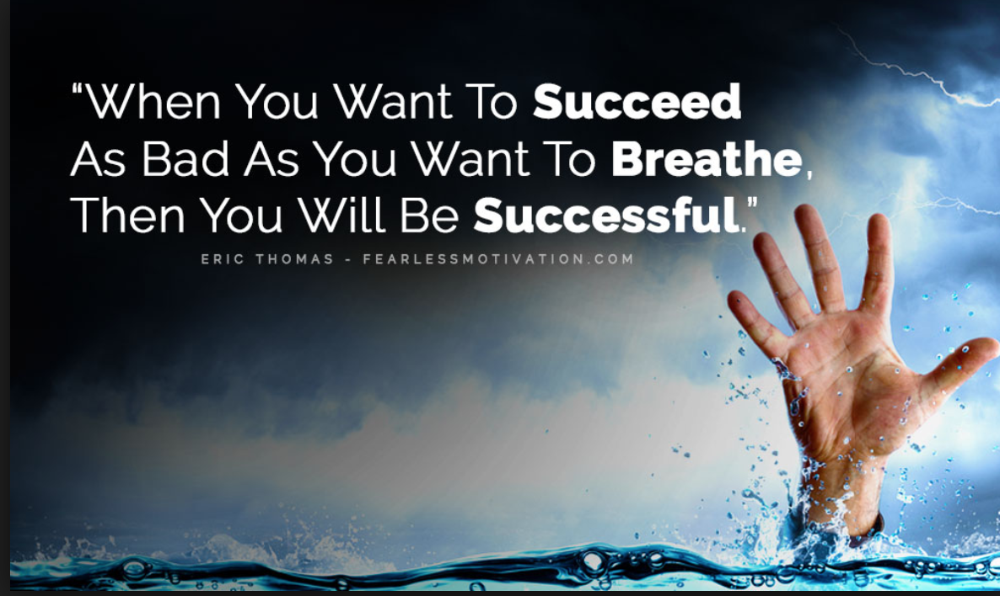 “When You Want To Succeed
As Bad As You Want To Breathe,
Then You Will Be Successful.”
ERIC THOMAS - FEARLESSMOTIVATION.COM